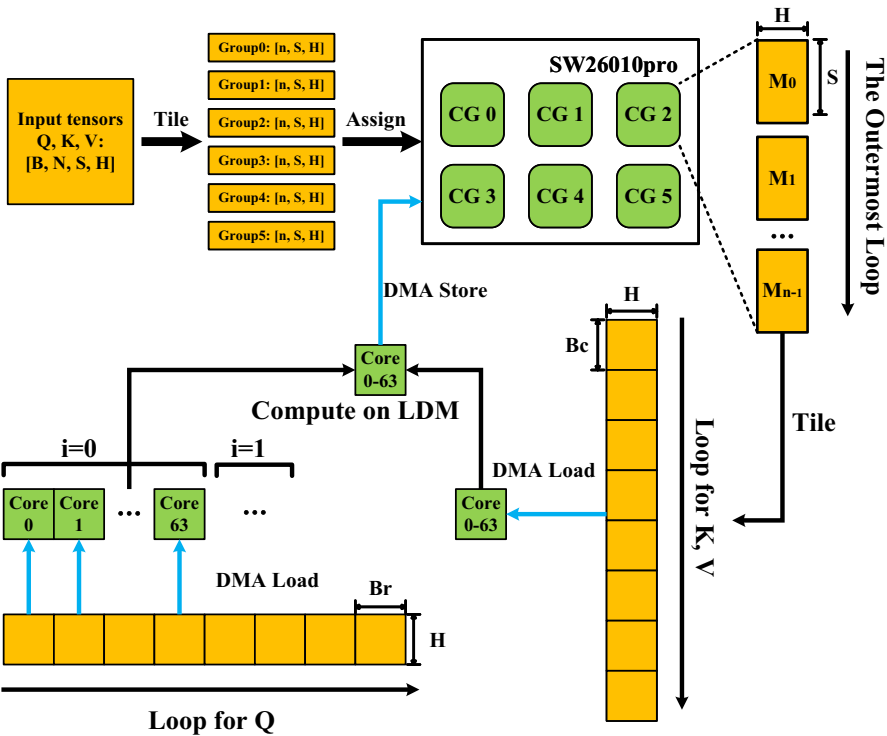 Input tensors
Q, K, V:
[B, N, S, H]
Tile
Group0: [n, S, H]
Group1: [n, S, H]
Group2: [n, S, H]
Group3: [n, S, H]
Group4: [n, S, H]
Group5: [n, S, H]
Assign
SW26010pro
CG 0
CG 1
CG 2
CG 3
CG 4
CG 5
H
S
M0
M1
...
Mn-1
The Outermost Loop
DMA Store
Core
0-63
Compute on LDM
H
Bc
Loop for K, V
Tile
DMA Load
Core
0-63
i=0
i=1
Core
0
Core
1
...
Core
63
...
DMA Load
Br
H
Loop for Q